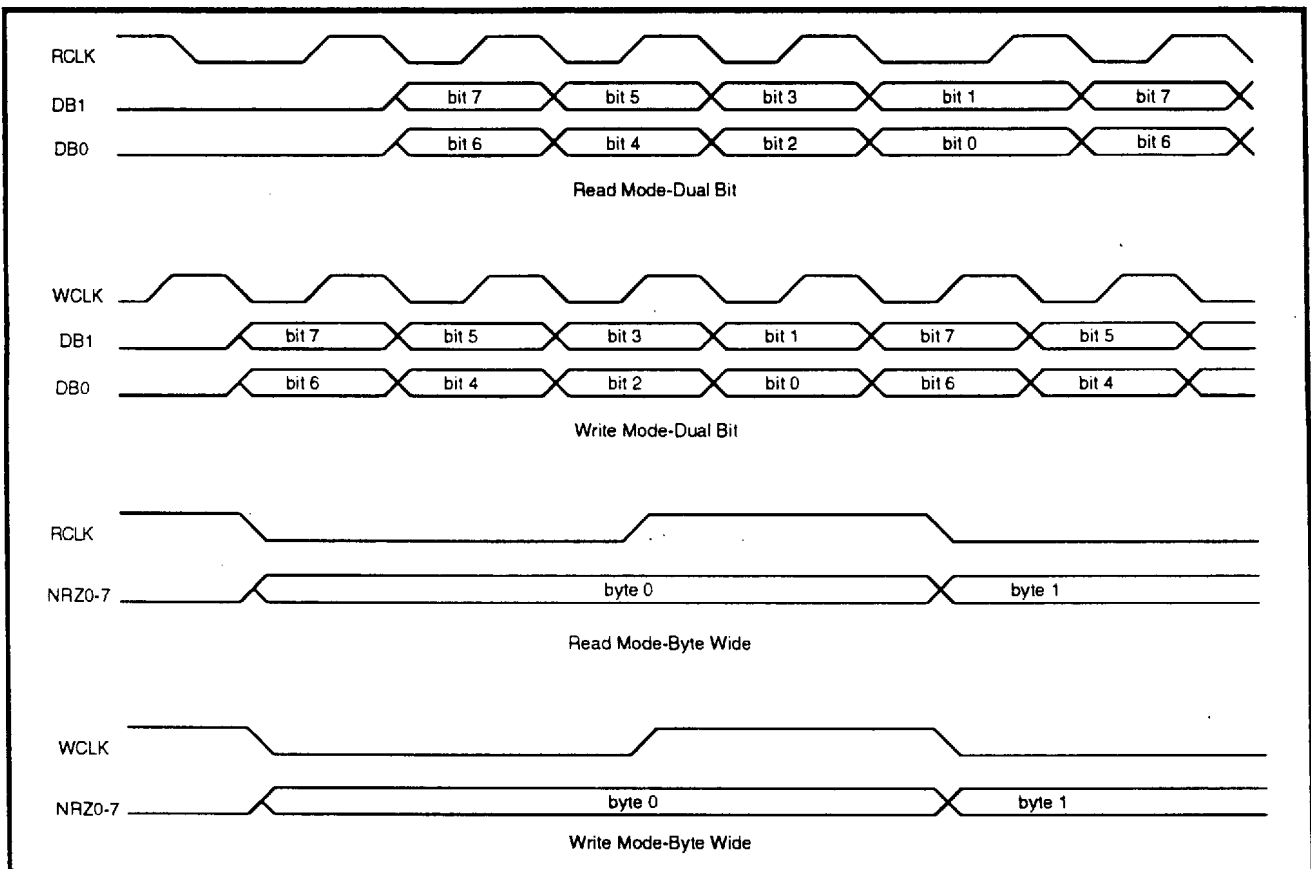 RCLK
DB1 bit 7 bit 5 bit 3 bit 1 bit 7
DB0 bit 6 bit 4 bit 2 bit 0 bit 6
Read Mode-Dual Bit
WCLK
DB1 bit 7 bit 5 bit 3 bit 1 bit 7 bit 5
DB0 bit 6 bit 4 bit 2 bit 0 bit 6 bit 4
Write Mode-Dual Bit
RCLK
NRZ0-7 byte 0 byte 1
Read Mode-Byte Wide
WCLK
NRZ0-7 byte 0 byte 1
Write Mode-Byte Wide